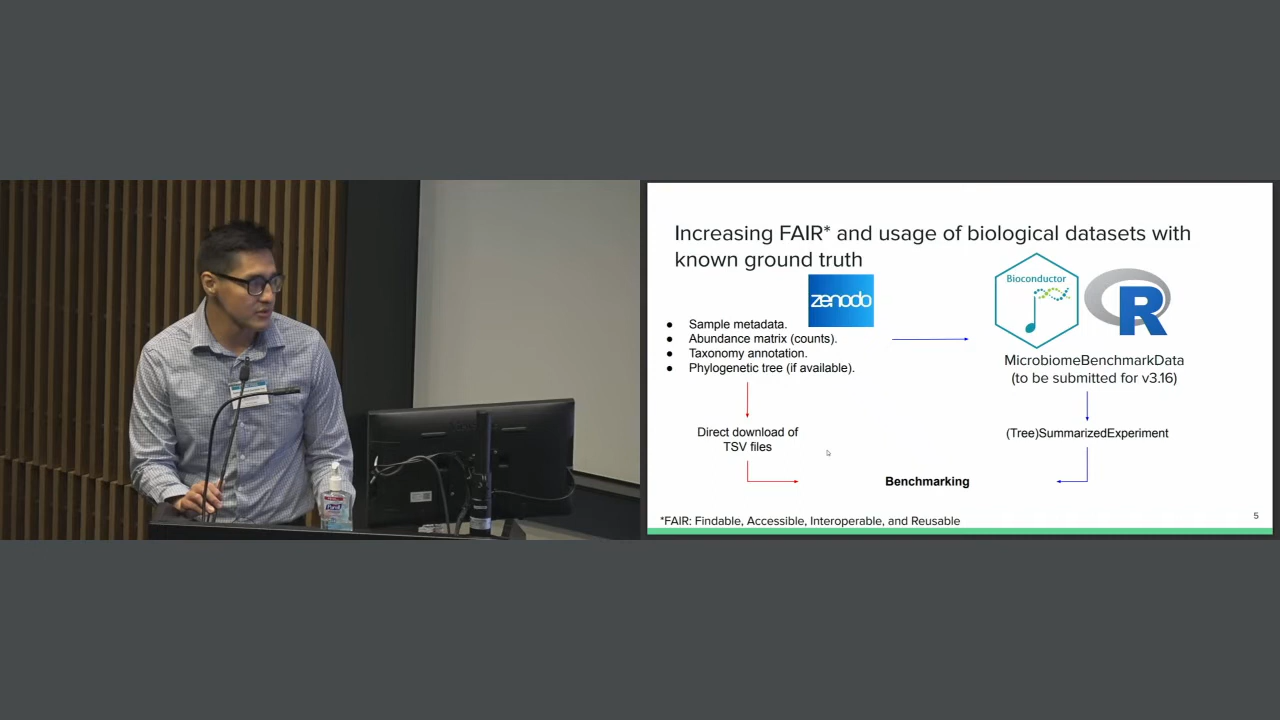 Increasing FAIR* and usage of biological datasets with
known ground truth
zenodo
Bioconductor
R
● Sample metadata.
● Abundance matrix (counts).
● Taxonomy annotation.
● Phylogenetic tree (if available).
MicrobiomeBenchmarkData
(to be submitted for v3.16)
Direct download of
TSV files
(Tree)SummarizedExperiment
Benchmarking
*FAIR: Findable, Accessible, Interoperable, and Reusable
5